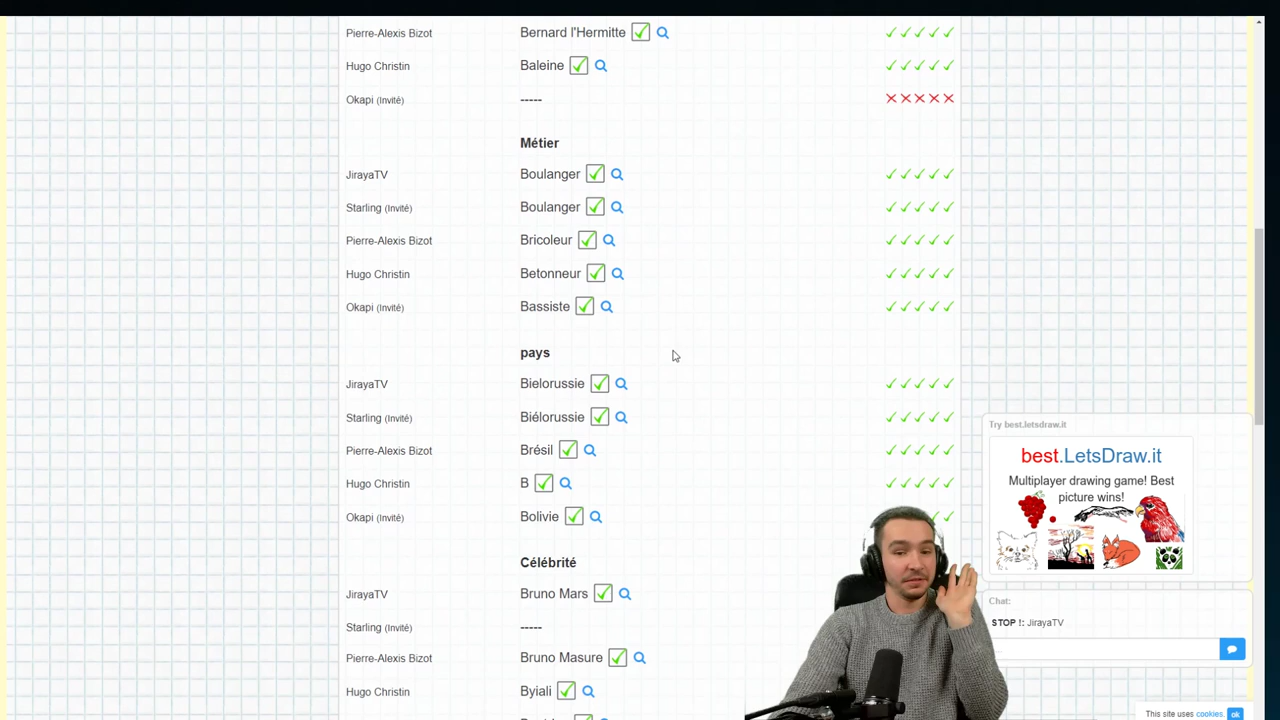 Pierre-Alexis Bizot Bernard l'Hermitte
Hugo Christin Baleine
Okapi (Invité) -----
Métier
JirayaTV Boulanger
Starling (Invité) Boulanger
Pierre-Alexis Bizot Bricoleur
Hugo Christin Betonneur
Okapi (Invité) Bassiste
pays
JirayaTV Bielorussie
Starling (Invité) Biélorussie
Pierre-Alexis Bizot Brésil
Hugo Christin B
Okapi (Invité) Bolivie
Célébrité
JirayaTV Bruno Mars
Starling (Invité) -----
Pierre-Alexis Bizot Bruno Masure
Hugo Christin Byiali
Try best.letsdraw.it
best.LetsDraw.it
Multiplayer drawing game! Best
picture wins!
Chat:
STOP !: JirayaTV
This site uses cookies. ok